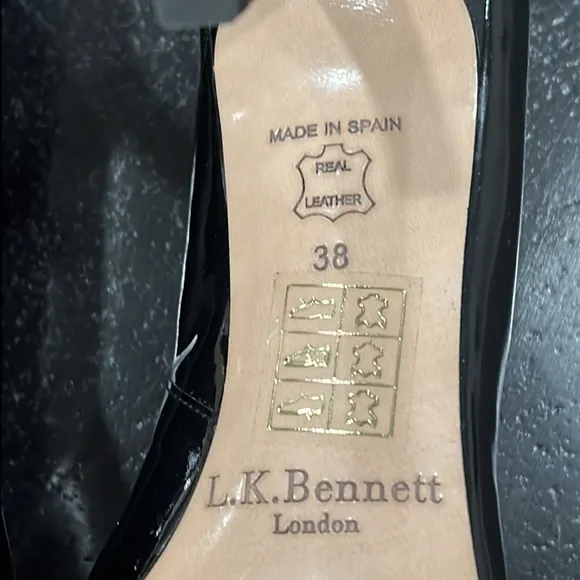 MADE IN SPAIN
REAL
LEATHER
38
L.K.Bennett
London